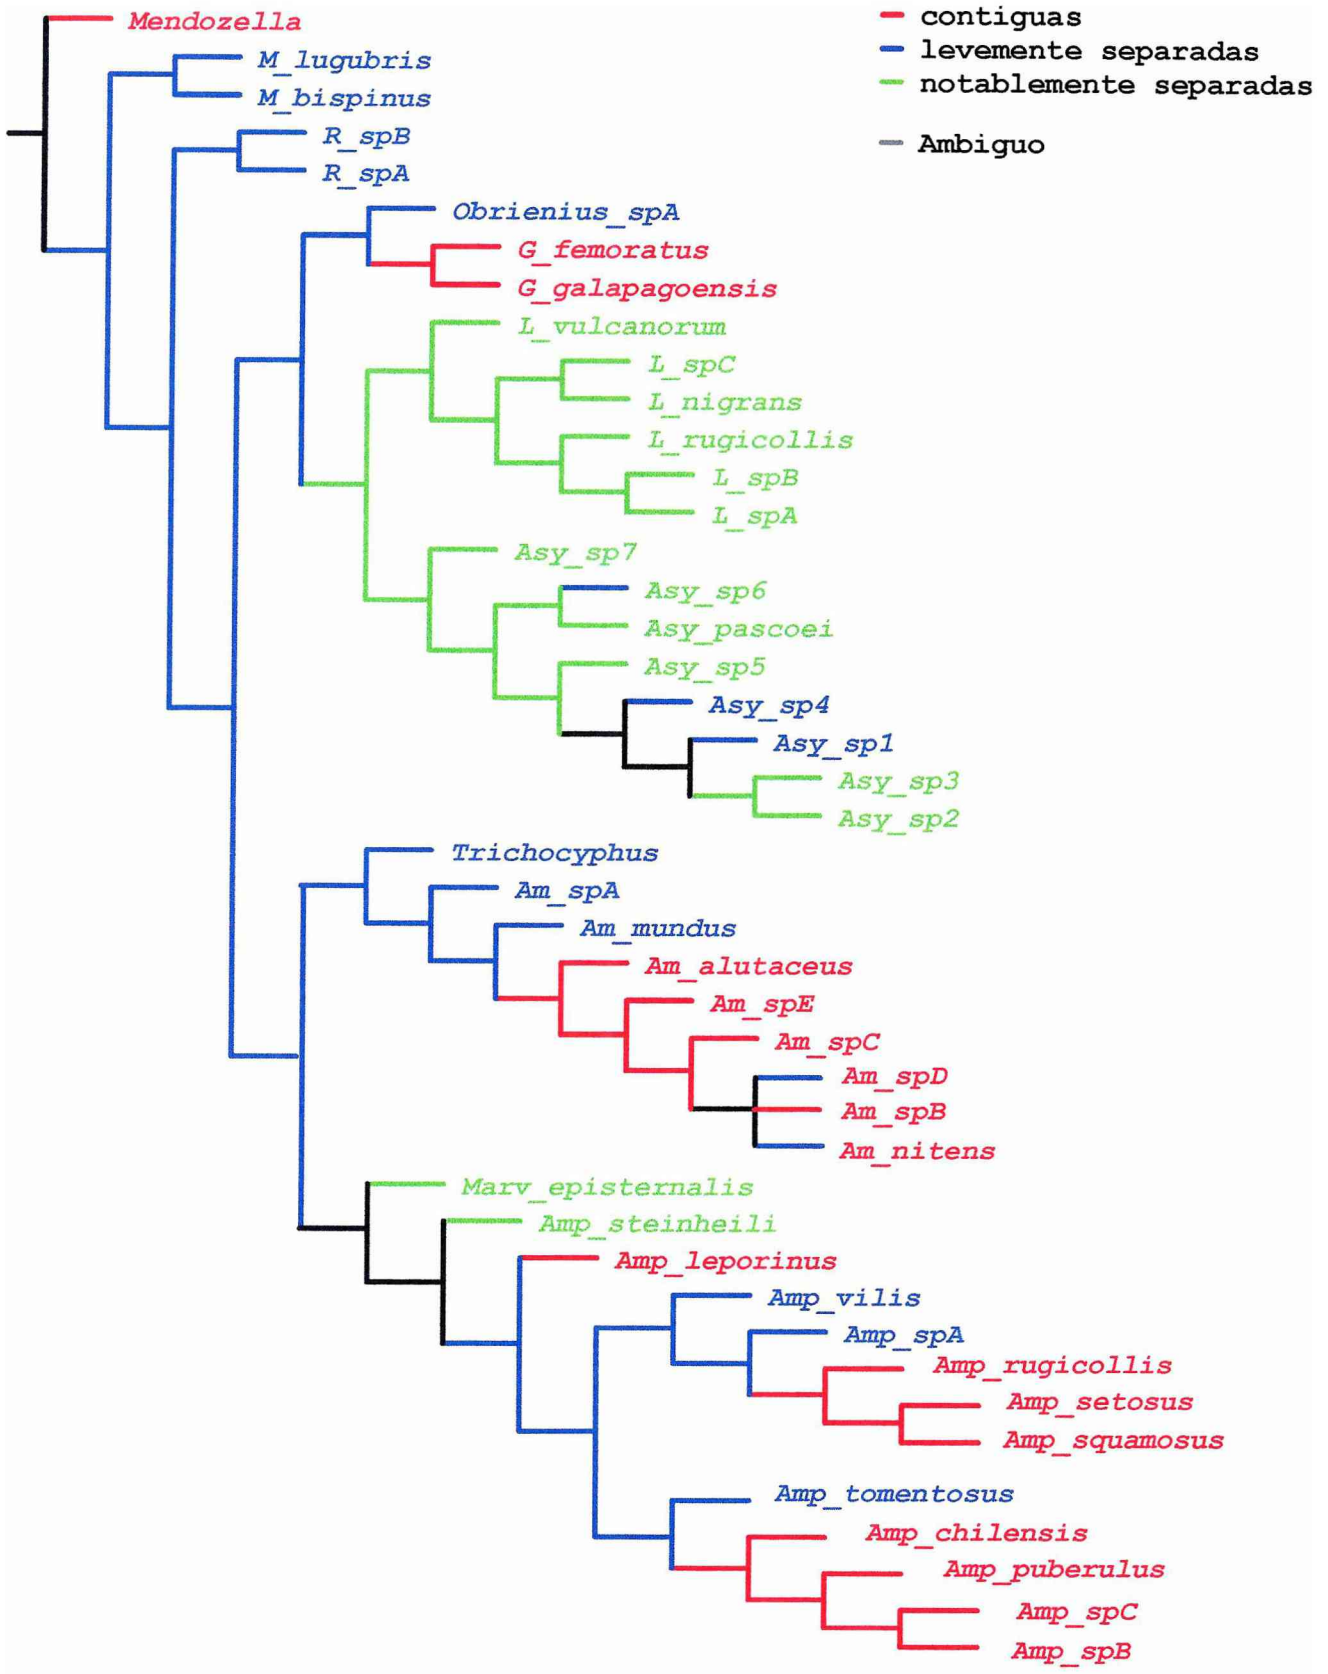 Mendozella
contiguas
levemente separadas
notablemente separadas
Ambiguo
M_lugubris
M_bispinus
R_spB
R_spA
Obrienius_spA
G_femoratus
G_galapagoensis
L_vulcanorum
L_spC
L_nigrans
L_rugicollis
L_spB
L_spA
Asy_sp7
Asy_sp6
Asy_pascoei
Asy_sp5
Asy_sp4
Asy_sp1
Asy_sp3
Asy_sp2
Trichocyphus
Am_spA
Am_mundus
Am_alutaceus
Am_spE
Am_spC
Am_spD
Am_spB
Am_nitens
Marv_episternalis
Amp_steinheili
Amp_leporinus
Amp_vilis
Amp_spA
Amp_rugicollis
Amp_setosus
Amp_squamosus
Amp_tomentosus
Amp_chilensis
Amp_puberulus
Amp_spC
Amp_spB